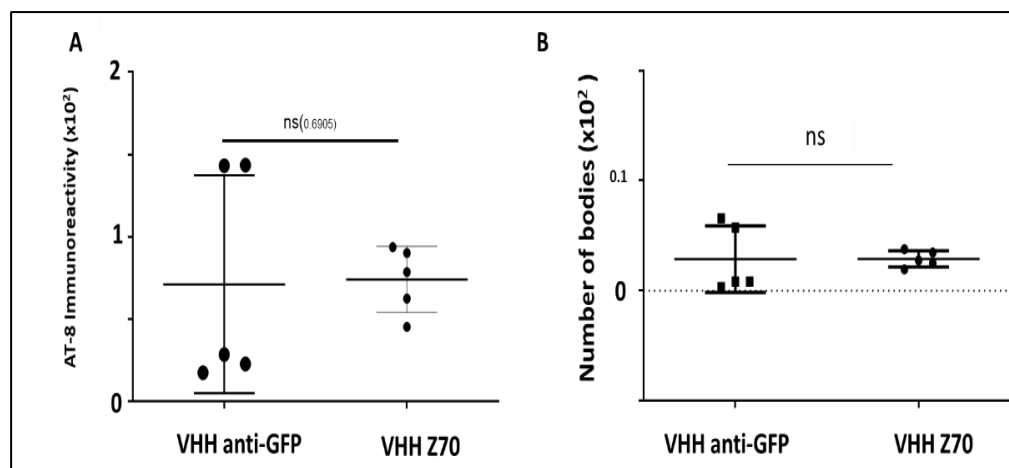 A
AT-8 Immunoreactivity (x10²)
2
1
0
ns(0.6905)
VHH anti-GFP
VHH Z70
B
Number of bodies (x10²)
0.1
0
ns
VHH anti-GFP
VHH Z70